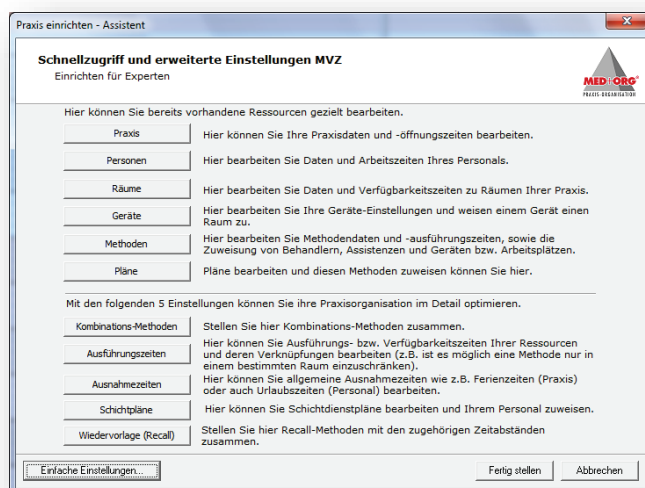 Praxis einrichten - Assistent
Schnellzugriff und erweiterte Einstellungen MVZ
Einrichten für Experten
MED+ORG®
PRAXIS-ORGANISATION
Hier können Sie bereits vorhandene Ressourcen gezielt bearbeiten.
Praxis
Hier können Sie Ihre Praxisdaten und -öffnungszeiten bearbeiten.
Personen
Hier bearbeiten Sie Daten und Arbeitszeiten Ihres Personals.
Räume
Hier bearbeiten Sie Daten und Verfügbarkeitszeiten zu Räumen Ihrer Praxis.
Geräte
Hier bearbeiten Sie Ihre Geräte-Einstellungen und weisen einem Gerät einen
Raum zu.
Methoden
Hier bearbeiten Sie Methodendaten und -ausführungszeiten, sowie die
Zuweisung von Behandlern, Assistenzen und Geräten bzw. Arbeitsplätzen.
Pläne
Pläne bearbeiten und diesen Methoden zuweisen können Sie hier.
Mit den folgenden 5 Einstellungen können Sie ihre Praxisorganisation im Detail optimieren.
Kombinations-Methoden
Stellen Sie hier Kombinations-Methoden zusammen.
Ausführungszeiten
Hier können Sie Ausführungs- bzw. Verfügbarkeitszeiten Ihrer Ressourcen
und deren Verknüpfungen bearbeiten (z.B. ist es möglich eine Methode nur in
einem bestimmten Raum einzuschränken).
Ausnahmezeiten
Hier können Sie allgemeine Ausnahmezeiten wie z.B. Ferienzeiten (Praxis)
oder auch Urlaubszeiten (Personal) bearbeiten.
Schichtpläne
Hier können Sie Schichtdienstpläne bearbeiten und Ihrem Personal zuweisen.
Wiedervorlage (Recall)
Stellen Sie hier Recall-Methoden mit den zugehörigen Zeitabständen
zusammen.
Einfache Einstellungen...
Fertig stellen
Abbrechen